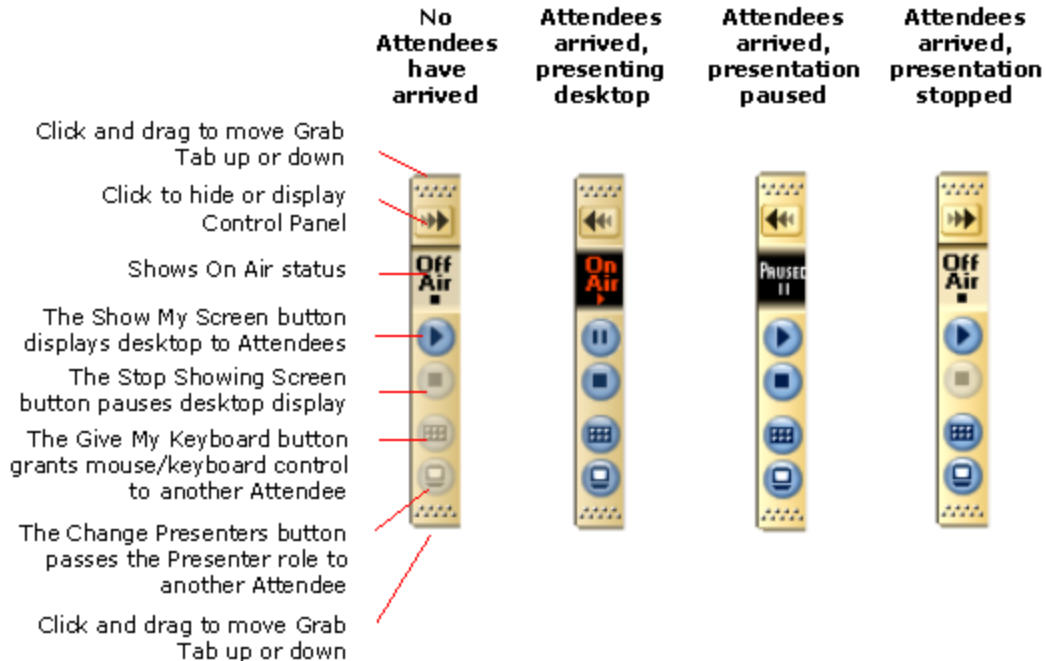 No
Attendees
have
arrived
Attendees
arrived,
presenting
desktop
Attendees
arrived,
presentation
paused
Attendees
arrived,
presentation
stopped
Click and drag to move Grab
Tab up or down
Click to hide or display
Control Panel
Shows On Air status
The Show My Screen button
displays desktop to Attendees
The Stop Showing Screen
button pauses desktop display
The Give My Keyboard button
grants mouse/keyboard control
to another Attendee
The Change Presenters button
passes the Presenter role to
another Attendee
Click and drag to move Grab
Tab up or down
Off
Air
On
Air
PAUSED
Off
Air